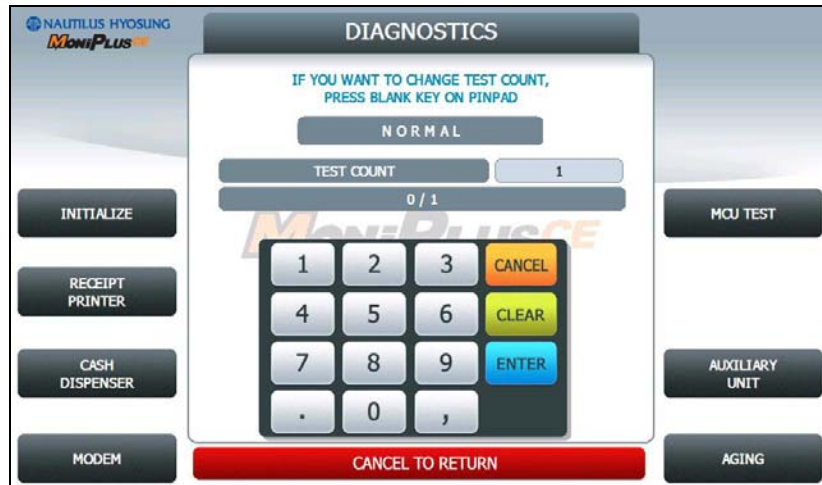 NAUTILUS HYOSUNG
MoniPlusCE
DIAGNOSTICS
IF YOU WANT TO CHANGE TEST COUNT,
PRESS BLANK KEY ON PINPAD
NORMAL
TEST COUNT 1
0 / 1
MoniPlusCE
INITIALIZE
RECEIPT
PRINTER
CASH
DISPENSER
MODEM
1 2 3 CANCEL
4 5 6 CLEAR
7 8 9 ENTER
. 0 ,
CANCEL TO RETURN
MCU TEST
AUXILIARY
UNIT
AGING